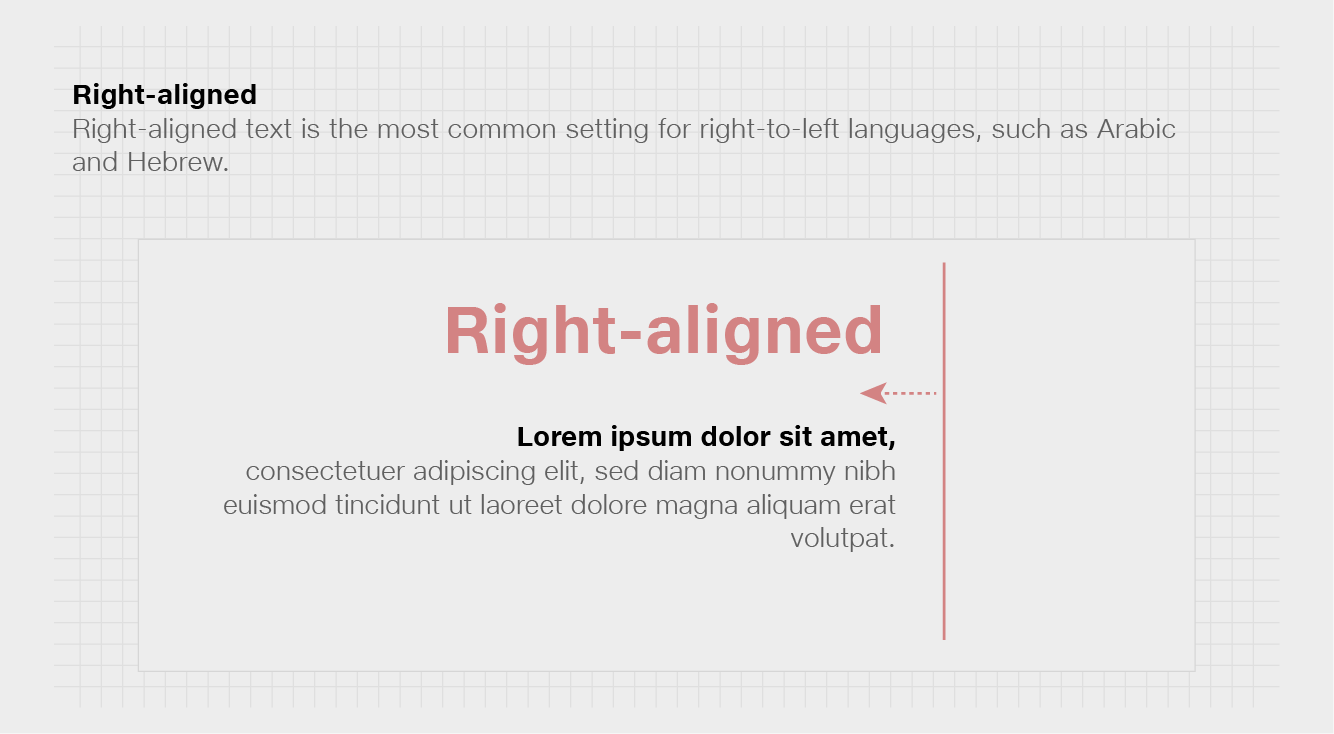 Right-aligned
Right-aligned text is the most common setting for right-to-left languages, such as Arabic
and Hebrew.
Right-aligned
Lorem ipsum dolor sit amet,
consectetuer adipiscing elit, sed diam nonummy nibh
euismod tincidunt ut laoreet dolore magna aliquam erat
volutpat.